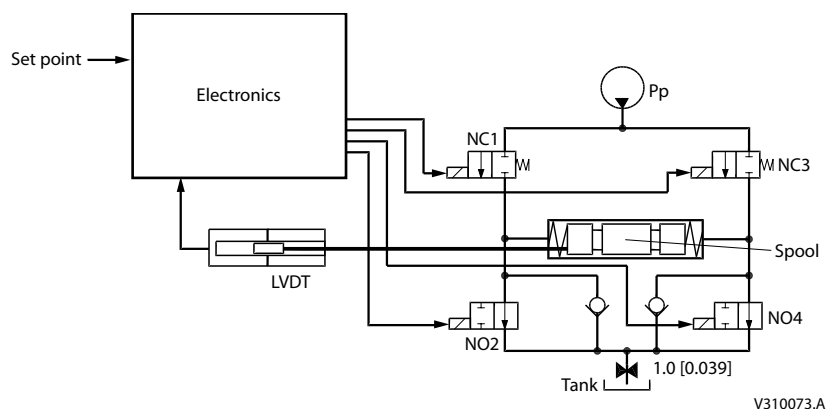 Set point
Electronics
Pp
NC1
NC3
Spool
LVDT
NO2
NO4
1.0 [0.039]
Tank
V310073.A